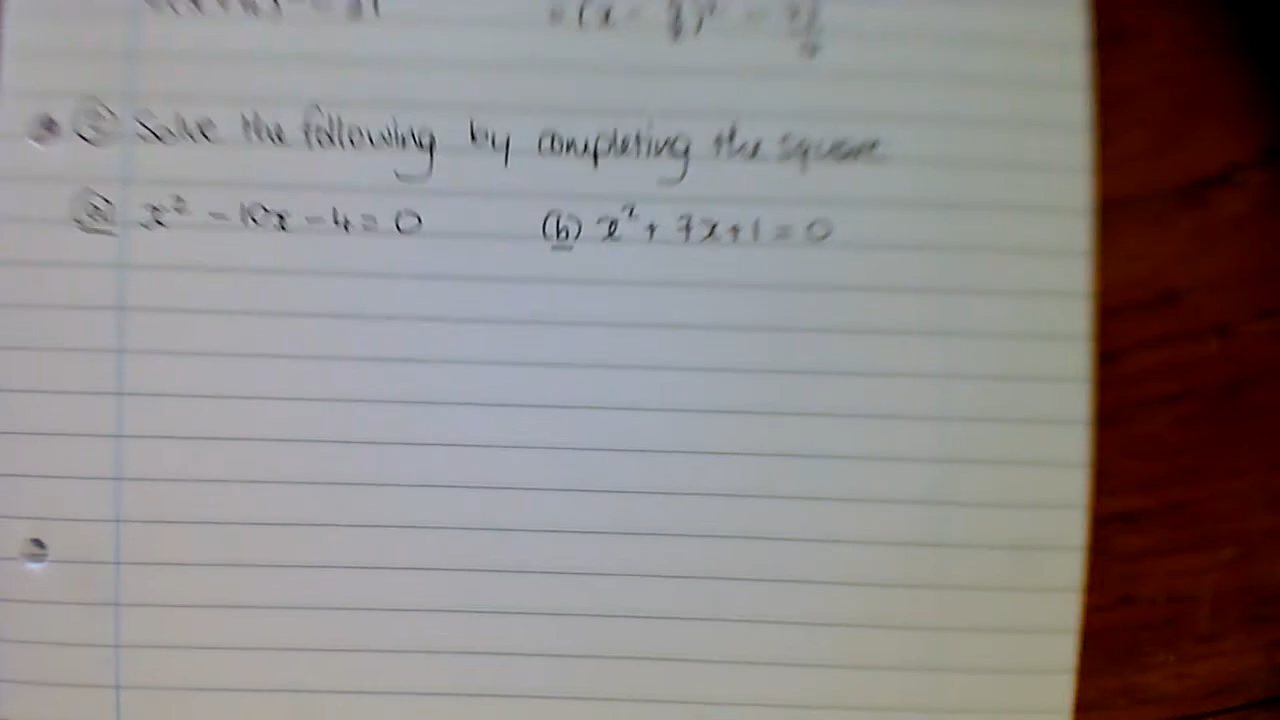 Solve the following by completing the square
(a) x² - 10x - 4 = 0 (b) x² + 7x + 1 = 0